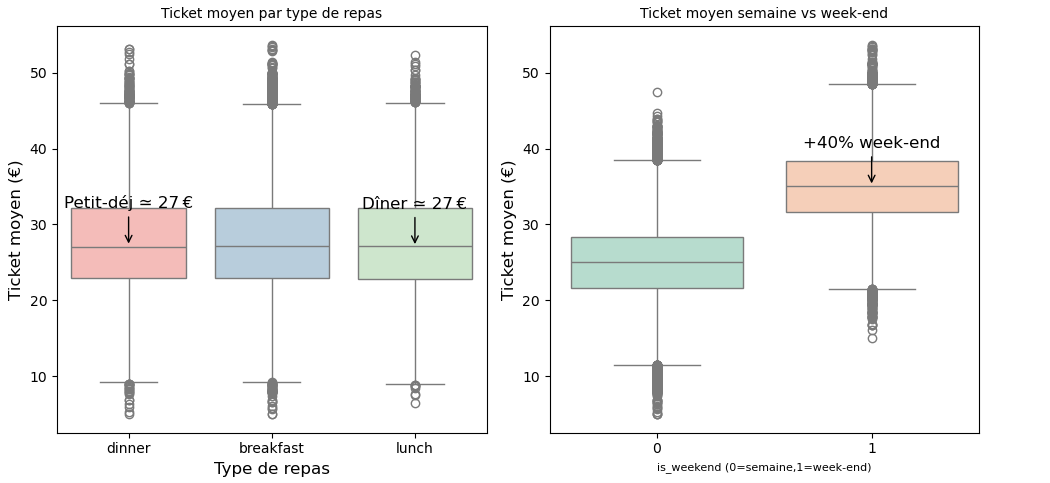 Ticket moyen par type de repas
Ticket moyen (€)
50
40
30
20
10
Petit-déj ≃ 27 €
Dîner ≃ 27 €
dinner
breakfast
lunch
Type de repas
Ticket moyen semaine vs week-end
Ticket moyen (€)
50
40
30
20
10
+40% week-end
0
1
is_weekend (0=semaine,1=week-end)